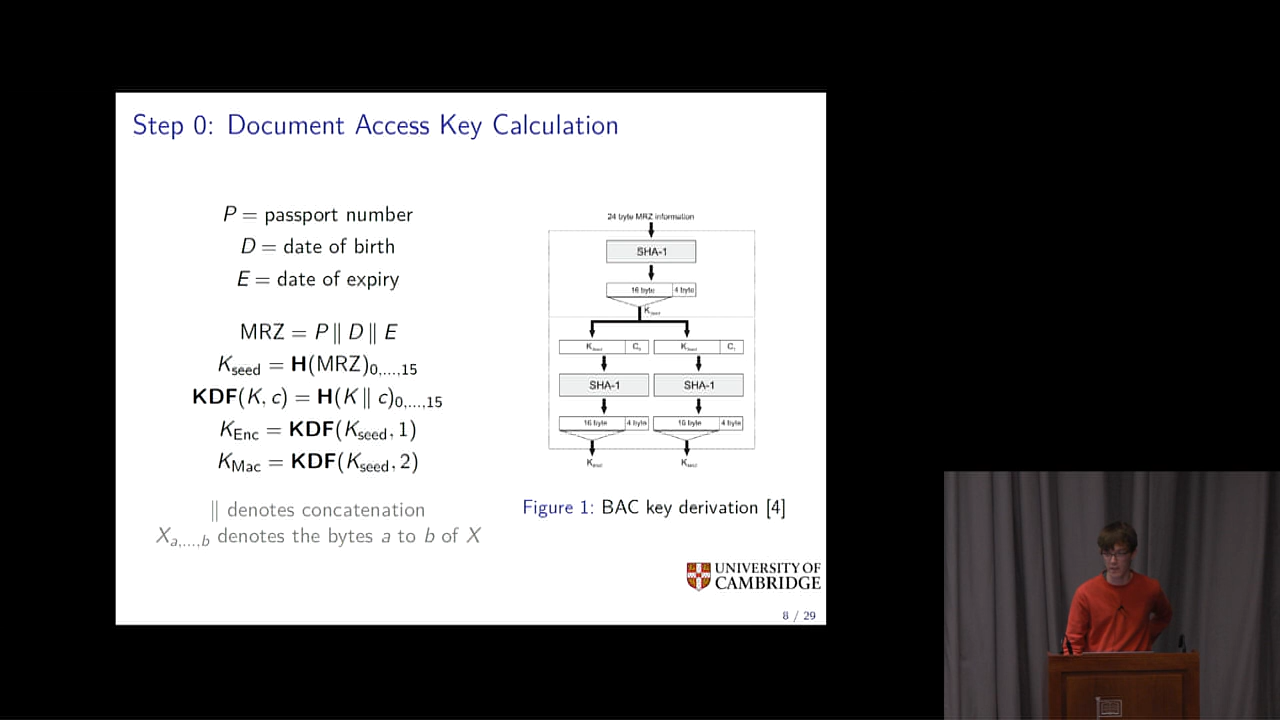 Step 0: Document Access Key Calculation
P = passport number
D = date of birth
E = date of expiry
MRZ = P ∥ D ∥ E
K_seed = H(MRZ)_0,...,15
KDF(K, c) = H(K ∥ c)_0,...,15
K_Enc = KDF(K_seed, 1)
K_Mac = KDF(K_seed, 2)
∥ denotes concatenation
X_a,...,b denotes the bytes a to b of X
24 byte MRZ information
SHA-1
16 byte 4 byte
K_seed
K_seed C K_seed C
SHA-1 SHA-1
16 byte 4 byte 16 byte 4 byte
K K
Figure 1: BAC key derivation [4]
UNIVERSITY OF
CAMBRIDGE
8 / 29